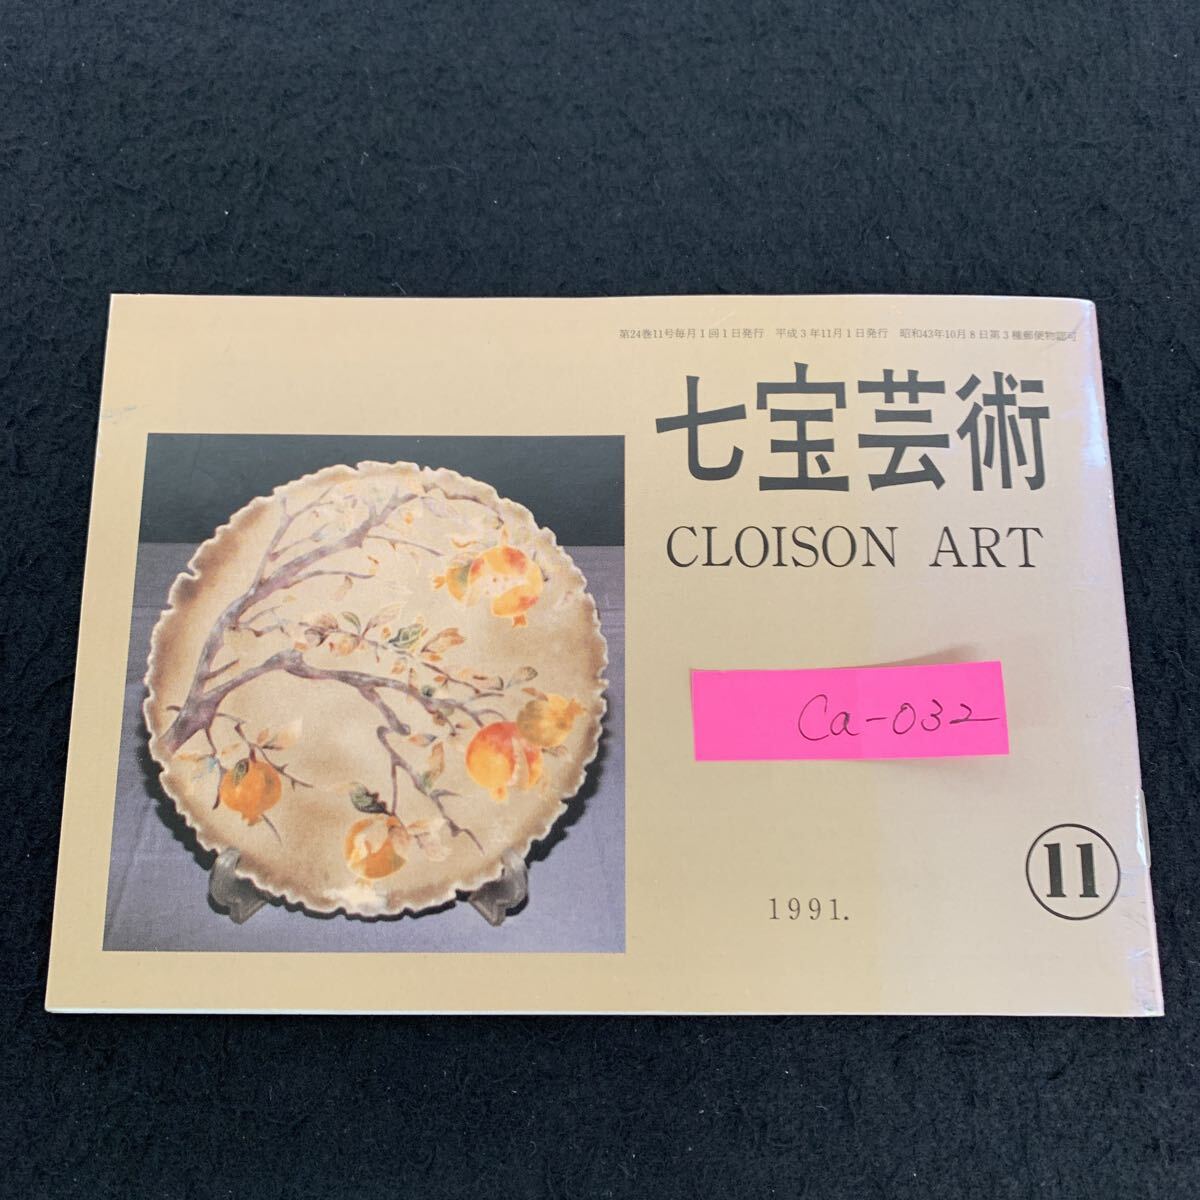 第24巻11号毎月1回1日発行　平成3年11月1日発行　昭和43年10月8日第3種郵便物認可
七宝芸術
CLOISON ART
Ca-032
11
1991.